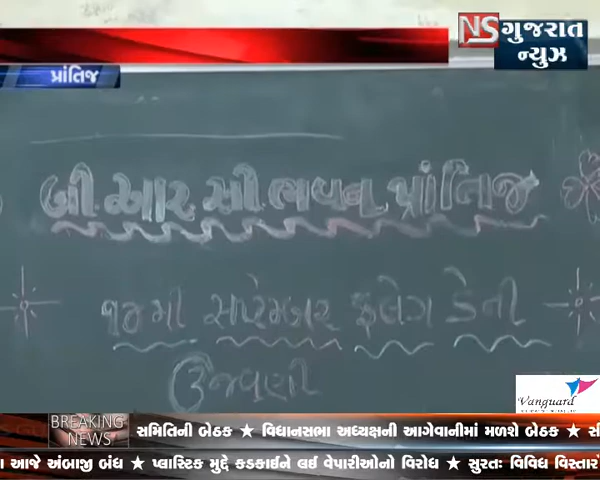 NS ગુજરાત
ન્યુઝ
પ્રાંતિજ
બી આર સી ભવન પ્રાંતિજ
૧૪મી સપ્ટેમ્બર ફ્લેગ ડેની
ઉજવણી
Vanguard
BREAKING
NEWS
સમિતિની બેઠક ★ વિધાનસભા અધ્યક્ષની આગેવાનીમાં મળશે બેઠક ★
આજે અંબાજી બંધ ★ પ્લાસ્ટિક મુદ્દે કડકાઈને લઈ વેપારીઓનો વિરોધ ★ સુરતઃ વિવિધ